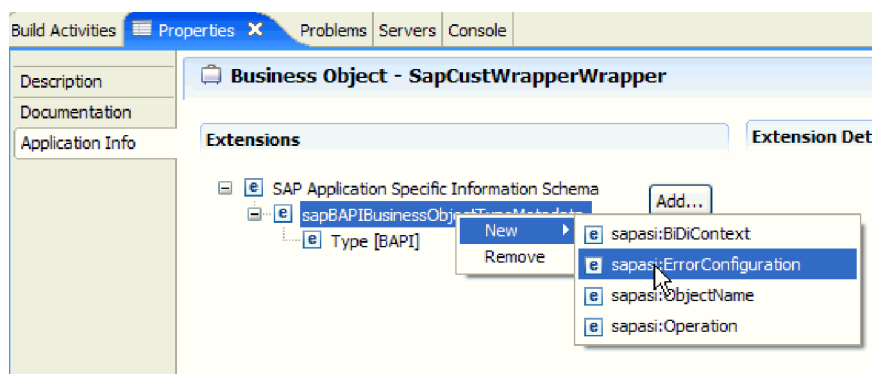 Build Activities Properties Problems Servers Console
Business Object - SapCustWrapperWrapper
Description
Documentation
Application Info
Extensions
Extension Det
SAP Application Specific Information Schema
Add...
sapBAPIBusinessObjectTypeMetadata
Type [BAPI]
New
Remove
sapasi:BiDiContext
sapasi:ErrorConfiguration
sapasi:ObjectName
sapasi:Operation